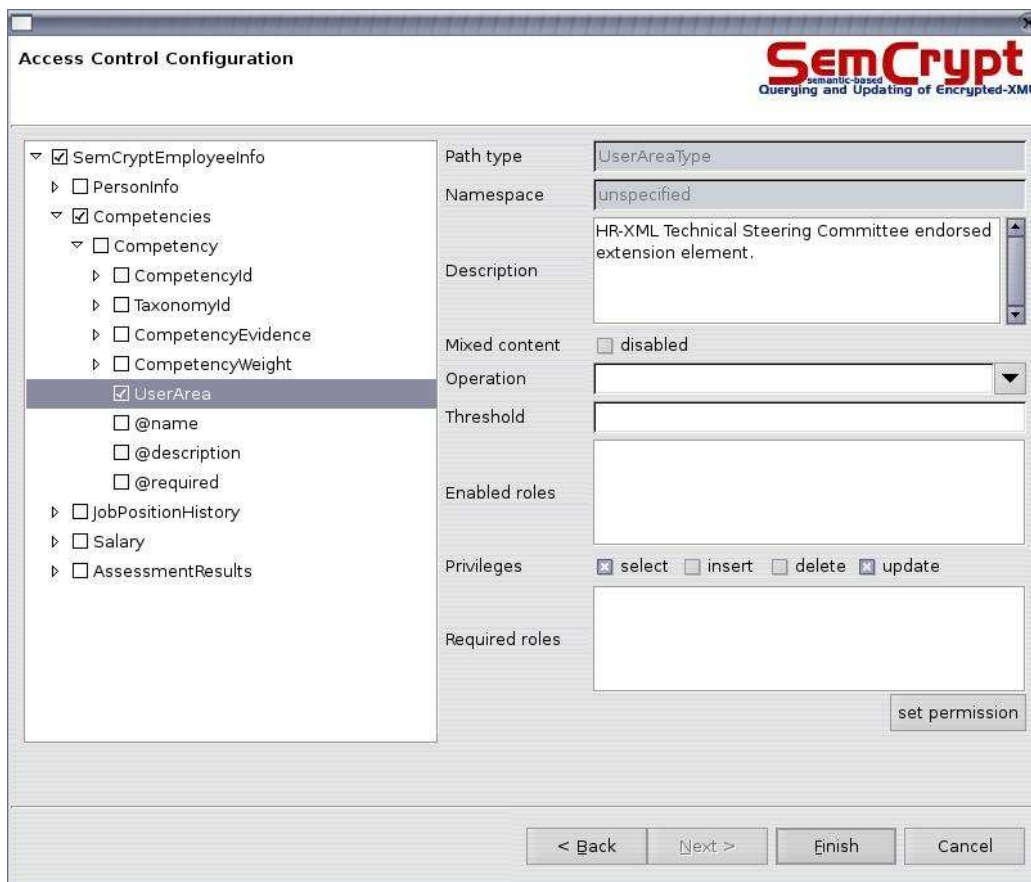 Access Control Configuration
SemCrypt
semantic-based
Querying and Updating of Encrypted-XML
SemCryptEmployeeInfo
PersonInfo
Competencies
Competency
CompetencyId
TaxonomyId
CompetencyEvidence
CompetencyWeight
UserArea
@name
@description
@required
JobPositionHistory
Salary
AssessmentResults
Path type UserAreaType
Namespace unspecified
Description HR-XML Technical Steering Committee endorsed
extension element.
Mixed content disabled
Operation
Threshold
Enabled roles
Privileges select insert delete update
Required roles
set permission
< Back Next > Finish Cancel